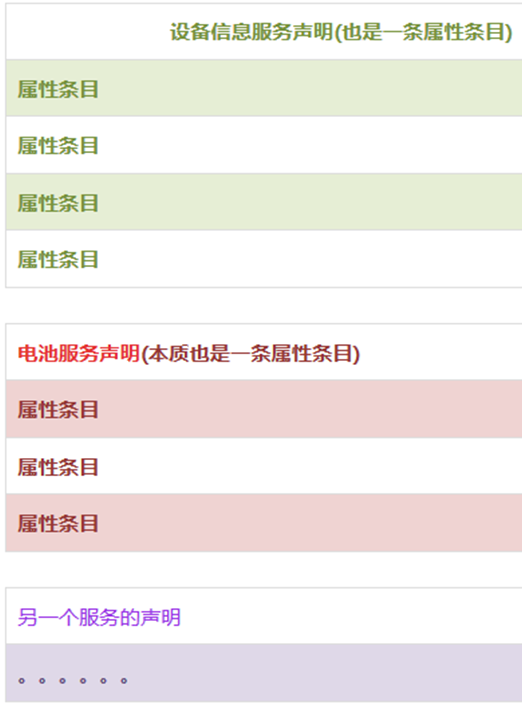 设备信息服务声明(也是一条属性条目)
属性条目
属性条目
属性条目
属性条目
电池服务声明(本质也是一条属性条目)
属性条目
属性条目
属性条目
另一个服务的声明
。。。。。。